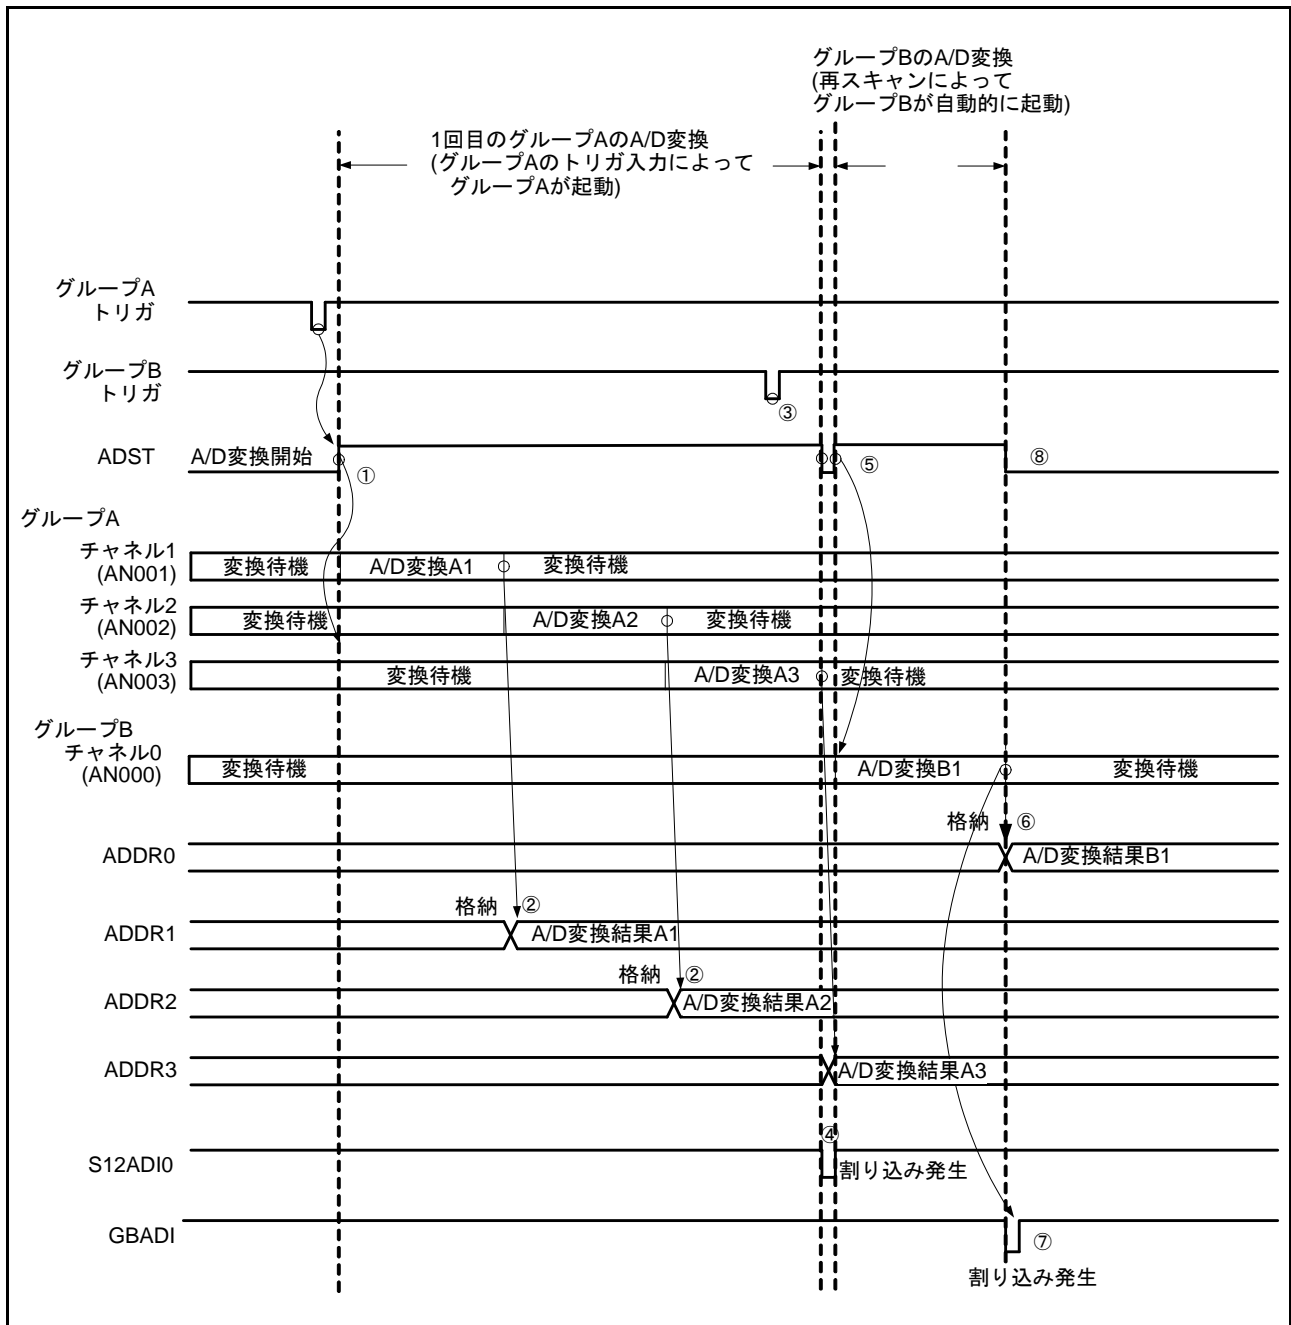 グループBのA/D変換
(再スキャンによって
グループBが自動的に起動)
1回目のグループAのA/D変換
(グループAのトリガ入力によって
グループAが起動)
グループA
トリガ
グループB
トリガ
③
ADST
A/D変換開始
①
⑤
⑧
グループA
チャネル1
(AN001)
変換待機
A/D変換A1
変換待機
チャネル2
(AN002)
変換待機
A/D変換A2
変換待機
チャネル3
(AN003)
変換待機
A/D変換A3
変換待機
グループB
チャネル0
(AN000)
変換待機
A/D変換B1
変換待機
格納
⑥
ADDR0
A/D変換結果B1
格納
②
ADDR1
A/D変換結果A1
格納
②
ADDR2
A/D変換結果A2
ADDR3
A/D変換結果A3
④
S12ADI0
割り込み発生
GBADI
⑦
割り込み発生